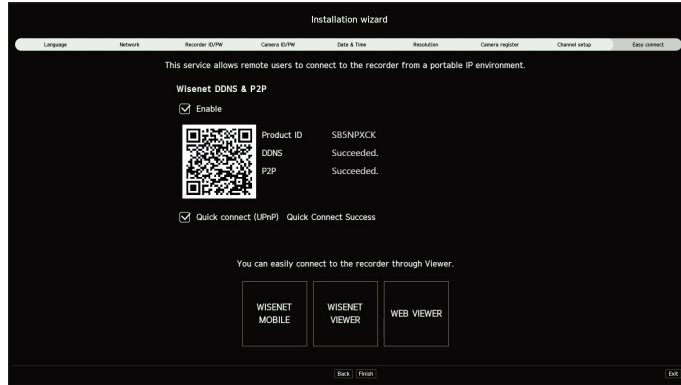 Installation wizard
Language Network Recorder ID/PW Camera ID/PW Date & Time Resolution Camera register Channel setup Easy connect
This service allows remote users to connect to the recorder from a portable IP environment.
Wisenet DDNS & P2P
Enable
Product ID SB5NPXCK
DDNS Succeeded.
P2P Succeeded.
Quick connect (UPnP) Quick Connect Success
You can easily connect to the recorder through Viewer.
WISENET MOBILE
WISENET VIEWER
WEB VIEWER
Back Finish Exit